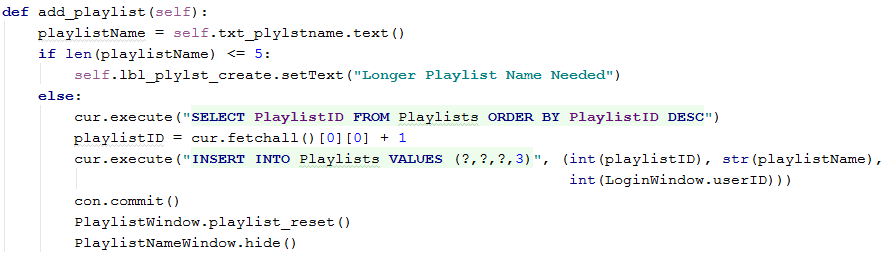 def add_playlist(self):
    playlistName = self.txt_plylstname.text()
    if len(playlistName) <= 5:
        self.lbl_plylst_create.setText("Longer Playlist Name Needed")
    else:
        cur.execute("SELECT PlaylistID FROM Playlists ORDER BY PlaylistID DESC")
        playlistID = cur.fetchall()[0][0] + 1
        cur.execute("INSERT INTO Playlists VALUES (?,?,?,3)", (int(playlistID), str(playlistName),
                                                               int(LoginWindow.userID)))
        con.commit()
        PlaylistWindow.playlist_reset()
        PlaylistNameWindow.hide()